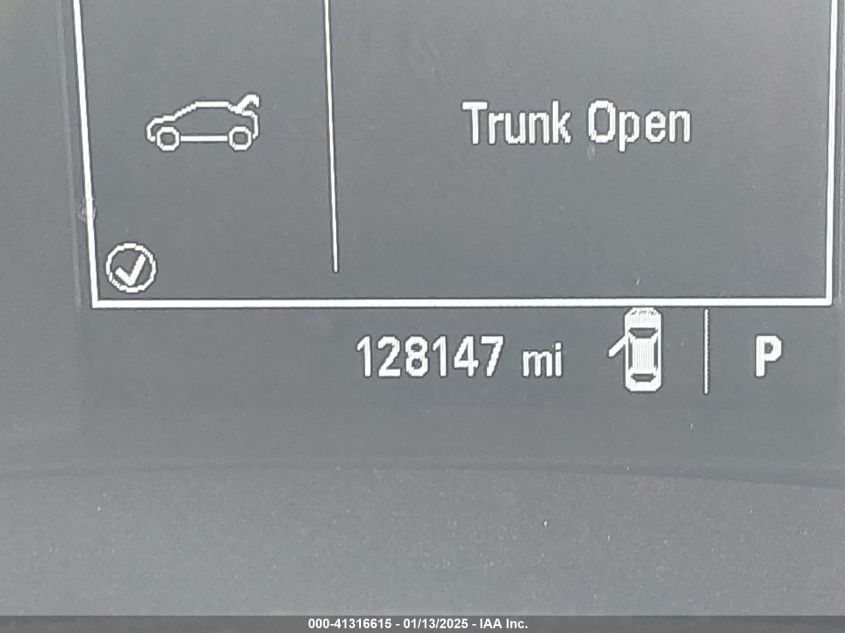 Trunk Open
128147 mi P
000-41316615 - 01/13/2025 - IAA Inc.